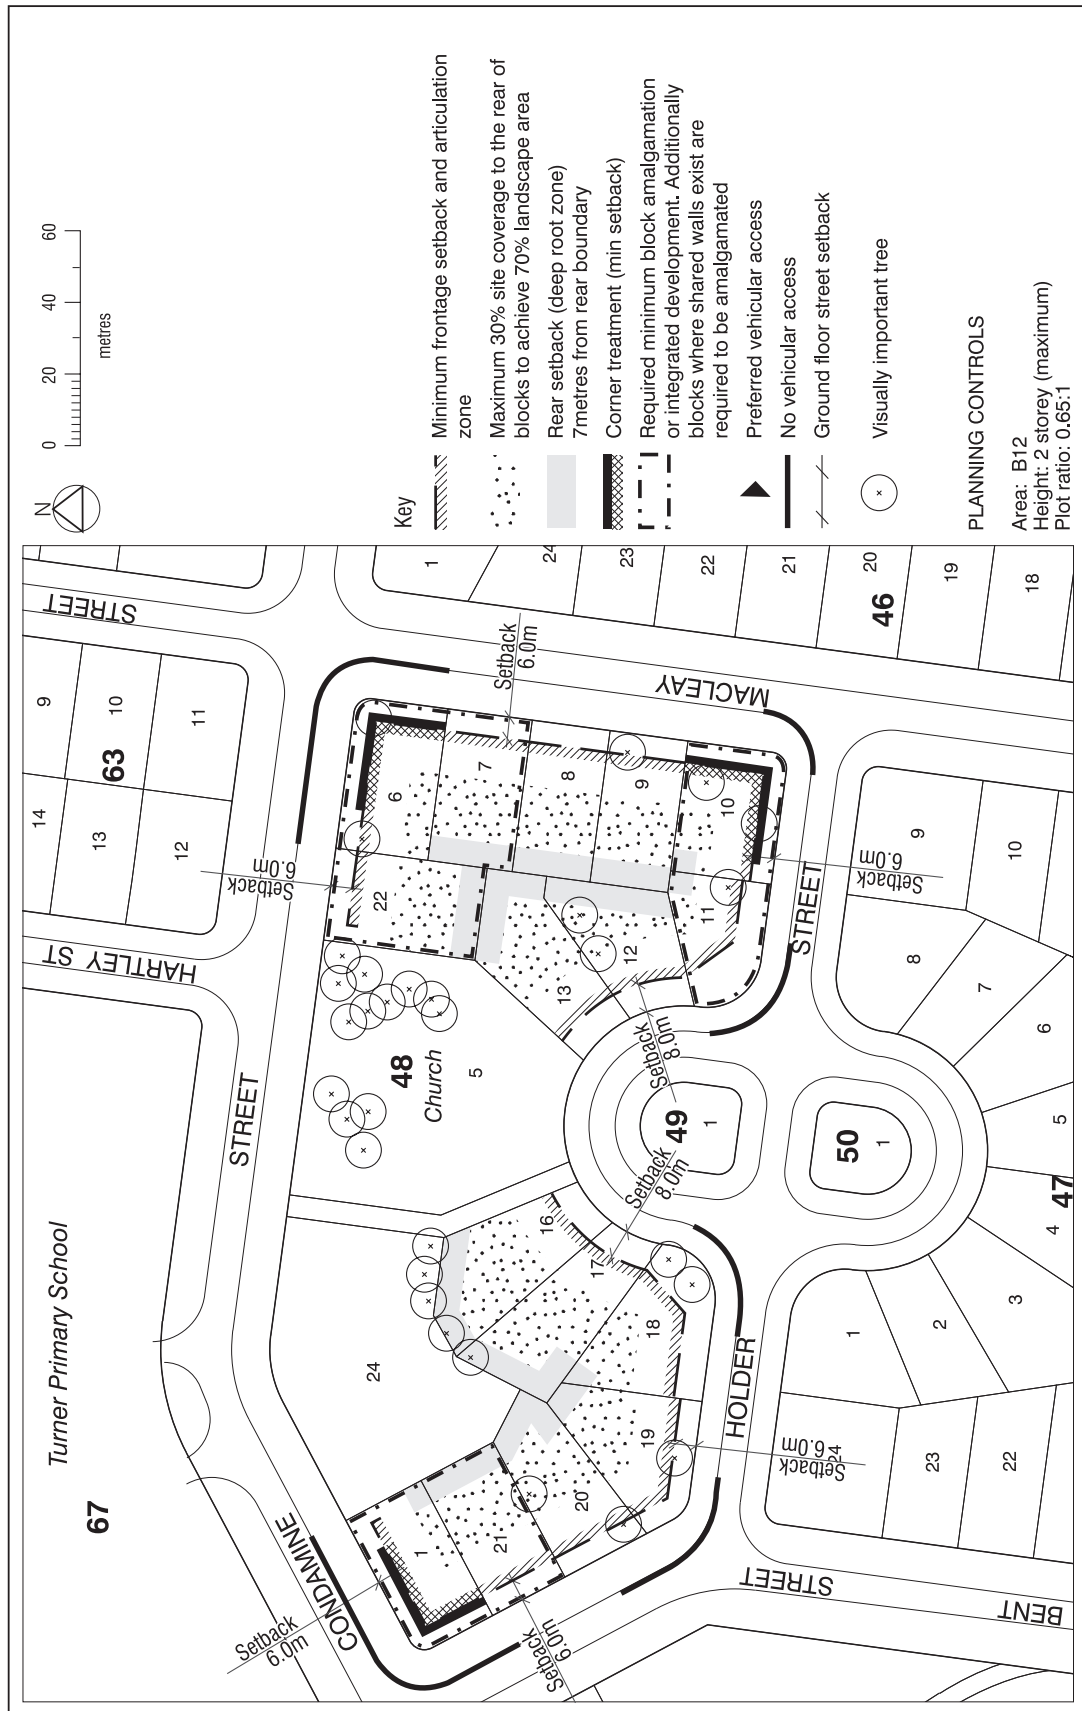 N
0 20 40 60
metres
Key
Minimum frontage setback and articulation
zone
Maximum 30% site coverage to the rear of
blocks to achieve 70% landscape area
Rear setback (deep root zone)
7metres from rear boundary
Corner treatment (min setback)
Required minimum block amalgamation
or integrated development. Additionally
blocks where shared walls exist are
required to be amalgamated
Preferred vehicular access
No vehicular access
Ground floor street setback
Visually important tree
PLANNING CONTROLS
Area: B12
Height: 2 storey (maximum)
Plot ratio: 0.65:1
Turner Primary School
67
CONDAMINE
STREET
HARTLEY ST
STREET
MACLEAY
STREET
HOLDER
STREET
BENT
63
14
13
12
9
10
11
48
Church
5
24
22
6
7
8
9
10
11
12
13
16
17
18
19
20
21
1
49
1
50
1
47
1
2
3
4
5
6
7
8
9
10
24
23
22
46
1
24
23
22
21
20
19
18
Setback
6.0m
Setback
6.0m
Setback
6.0m
Setback
6.0m
Setback
6.0m
Setback
6.0m
Setback
8.0m
Setback
8.0m